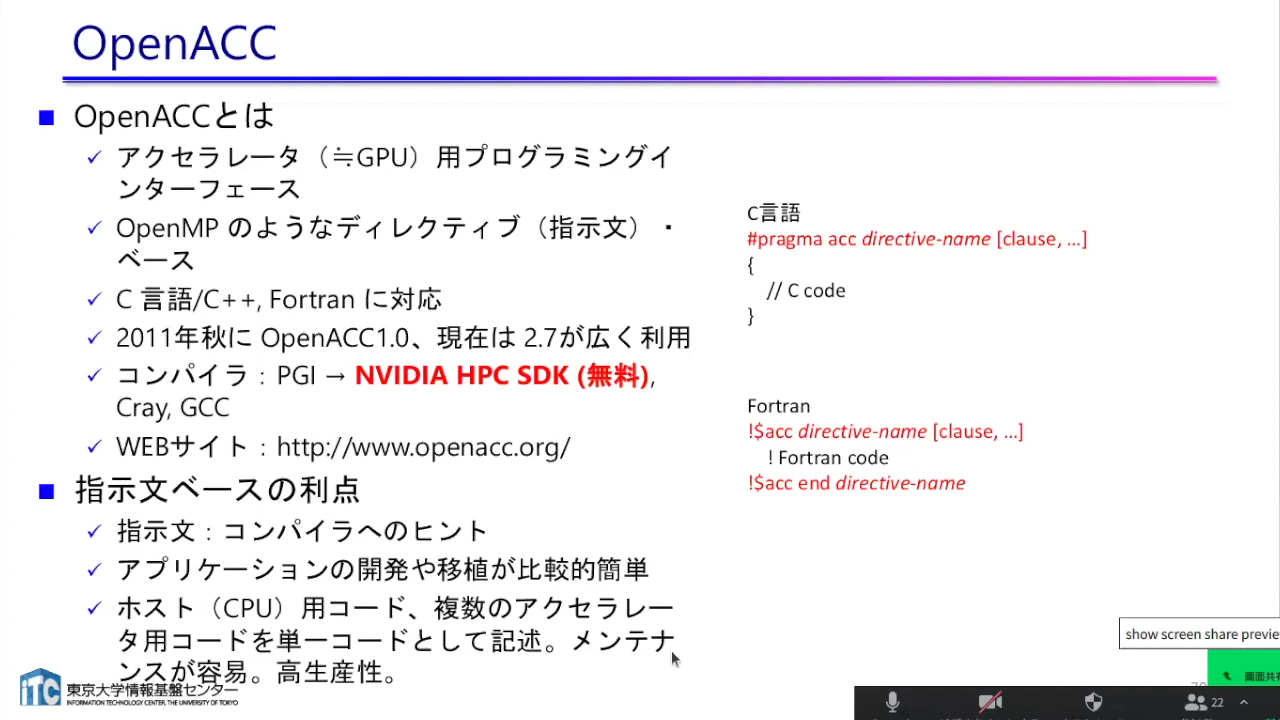 OpenACC
OpenACCとは
アクセラレータ（≒GPU）用プログラミングイ
ンターフェース
OpenMP のようなディレクティブ（指示文）・
ベース
C 言語/C++, Fortran に対応
2011年秋に OpenACC1.0、現在は 2.7が広く利用
コンパイラ：PGI → NVIDIA HPC SDK (無料),
Cray, GCC
WEBサイト：http://www.openacc.org/
指示文ベースの利点
指示文：コンパイラへのヒント
アプリケーションの開発や移植が比較的簡単
ホスト（CPU）用コード、複数のアクセラレー
タ用コードを単一コードとして記述。メンテナ
ンスが容易。高生産性。
C言語
#pragma acc directive-name [clause, ...]
{
// C code
}
Fortran
!$acc directive-name [clause, ...]
! Fortran code
!$acc end directive-name
iTC 東京大学情報基盤センター
INFORMATION TECHNOLOGY CENTER, THE UNIVERSITY OF TOKYO
show screen share previe
画面共有
22